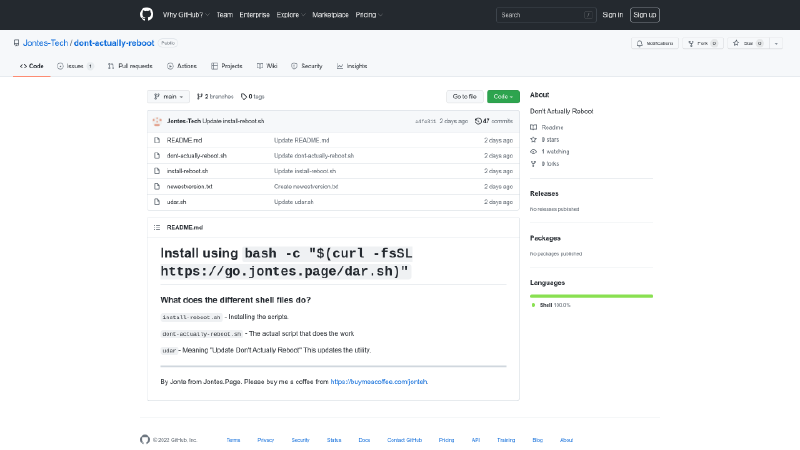 Why GitHub? Team Enterprise Explore Marketplace Pricing Search / Sign in Sign up
Jontes-Tech / dont-actually-reboot Public Notifications Fork 0 Star 0
Code Issues 1 Pull requests Actions Projects Wiki Security Insights
main 2 branches 0 tags Go to file Code
Jontes-Tech Update install-reboot.sh 2 days ago 47 commits
README.md Update README.md 2 days ago
dont-actually-reboot.sh Update dont-actually-reboot.sh 2 days ago
install-reboot.sh Update install-reboot.sh 2 days ago
newestversion.txt Create newestversion.txt 2 days ago
udar.sh Update udar.sh 2 days ago
README.md
Install using bash -c "$(curl -fsSL
https://go.jontes.page/dar.sh)"
What does the different shell files do?
install-reboot.sh - Installing the scripts.
dont-actually-reboot.sh - The actual script that does the work
udar - Meaning "Update Don't Actually Reboot" This updates the utility.
By Jonte from Jontes.Page. Please buy me a coffee from
About
Don't Actually Reboot
Readme
0 stars
1 watching
0 forks
Releases
No releases published
Packages
No packages published
Languages
Shell 100.0%
© 2022 GitHub, Inc. Terms Privacy Security Status Docs Contact GitHub Pricing API Training Blog About